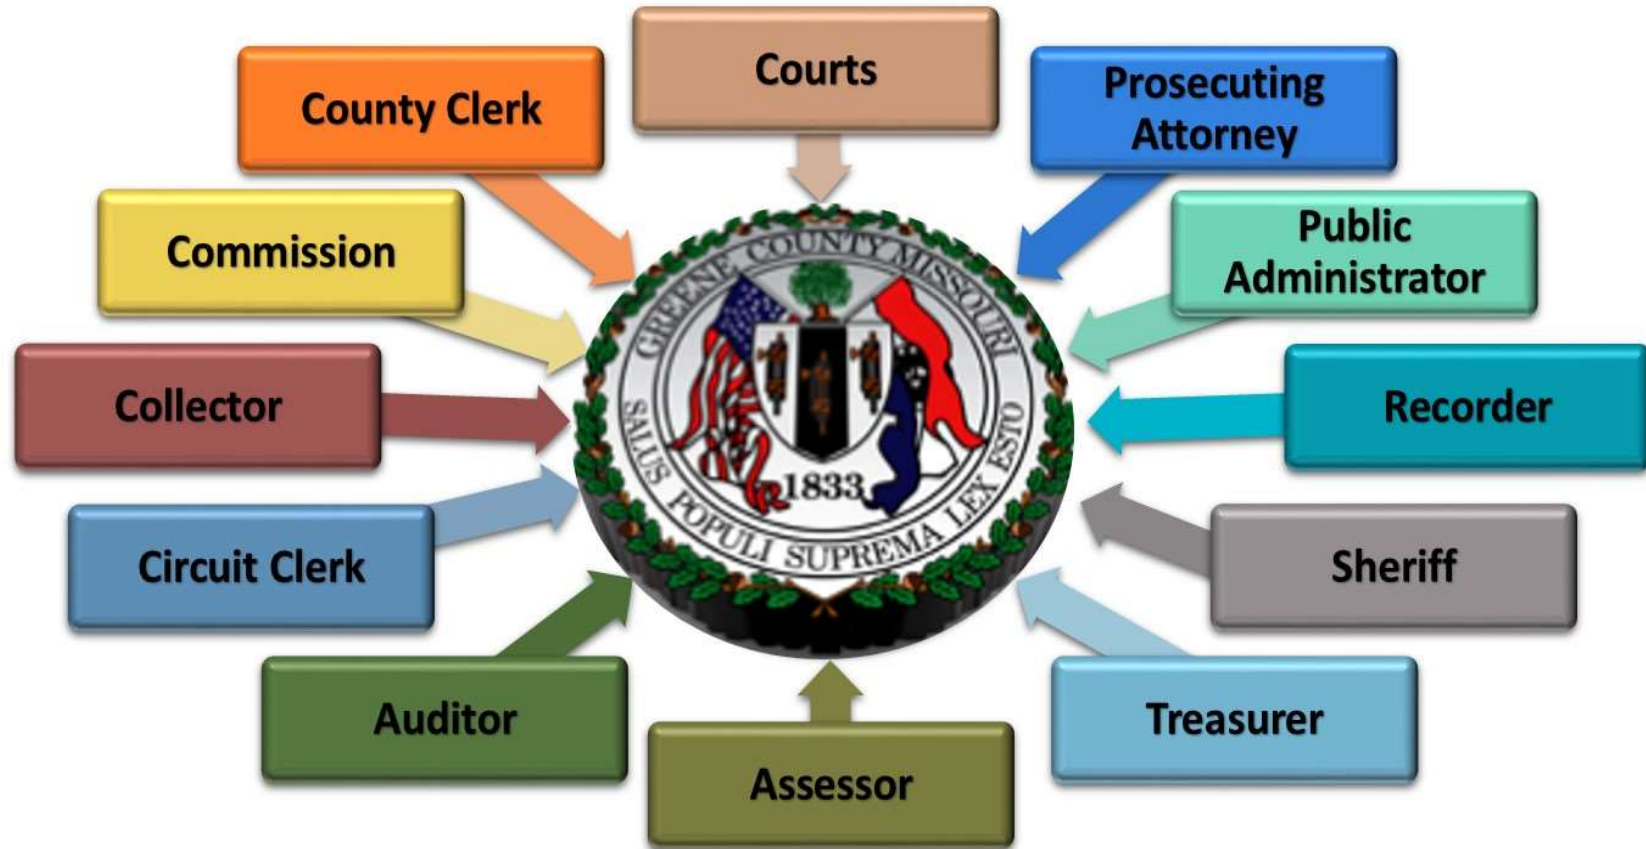 Courts
County Clerk
Prosecuting
Attorney
Commission
Public
Administrator
GREENE COUNTY MISSOURI
Collector
Recorder
1833
SALUS POPULI SUPREMA LEX ESTO
Circuit Clerk
Sheriff
Auditor
Treasurer
Assessor